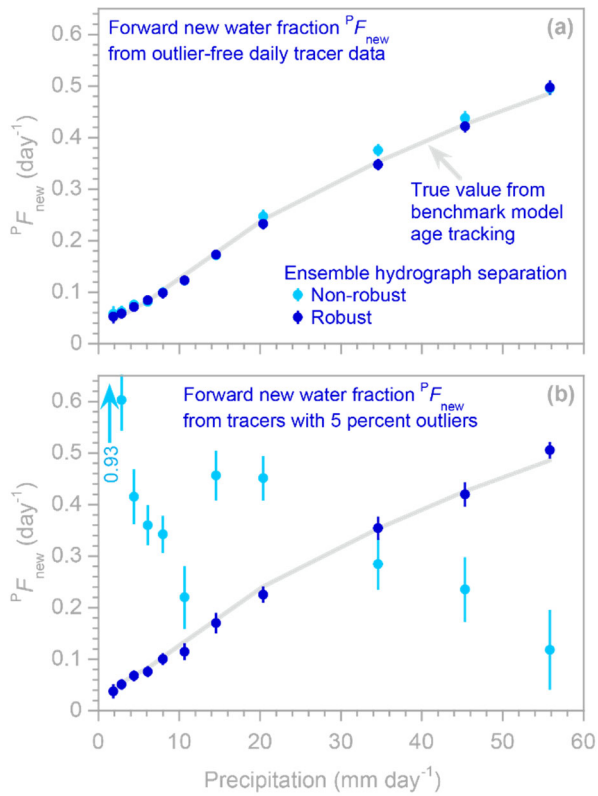 0.6
0.5
0.4
0.3
0.2
0.1
0
ᴾF_new (day⁻¹)
Forward new water fraction ᴾF_new
from outlier-free daily tracer data
(a)
True value from
benchmark model
age tracking
Ensemble hydrograph separation
Non-robust
Robust
0.6
0.5
0.4
0.3
0.2
0.1
0
ᴾF_new (day⁻¹)
0.93
Forward new water fraction ᴾF_new
from tracers with 5 percent outliers
(b)
0 10 20 30 40 50 60
Precipitation (mm day⁻¹)